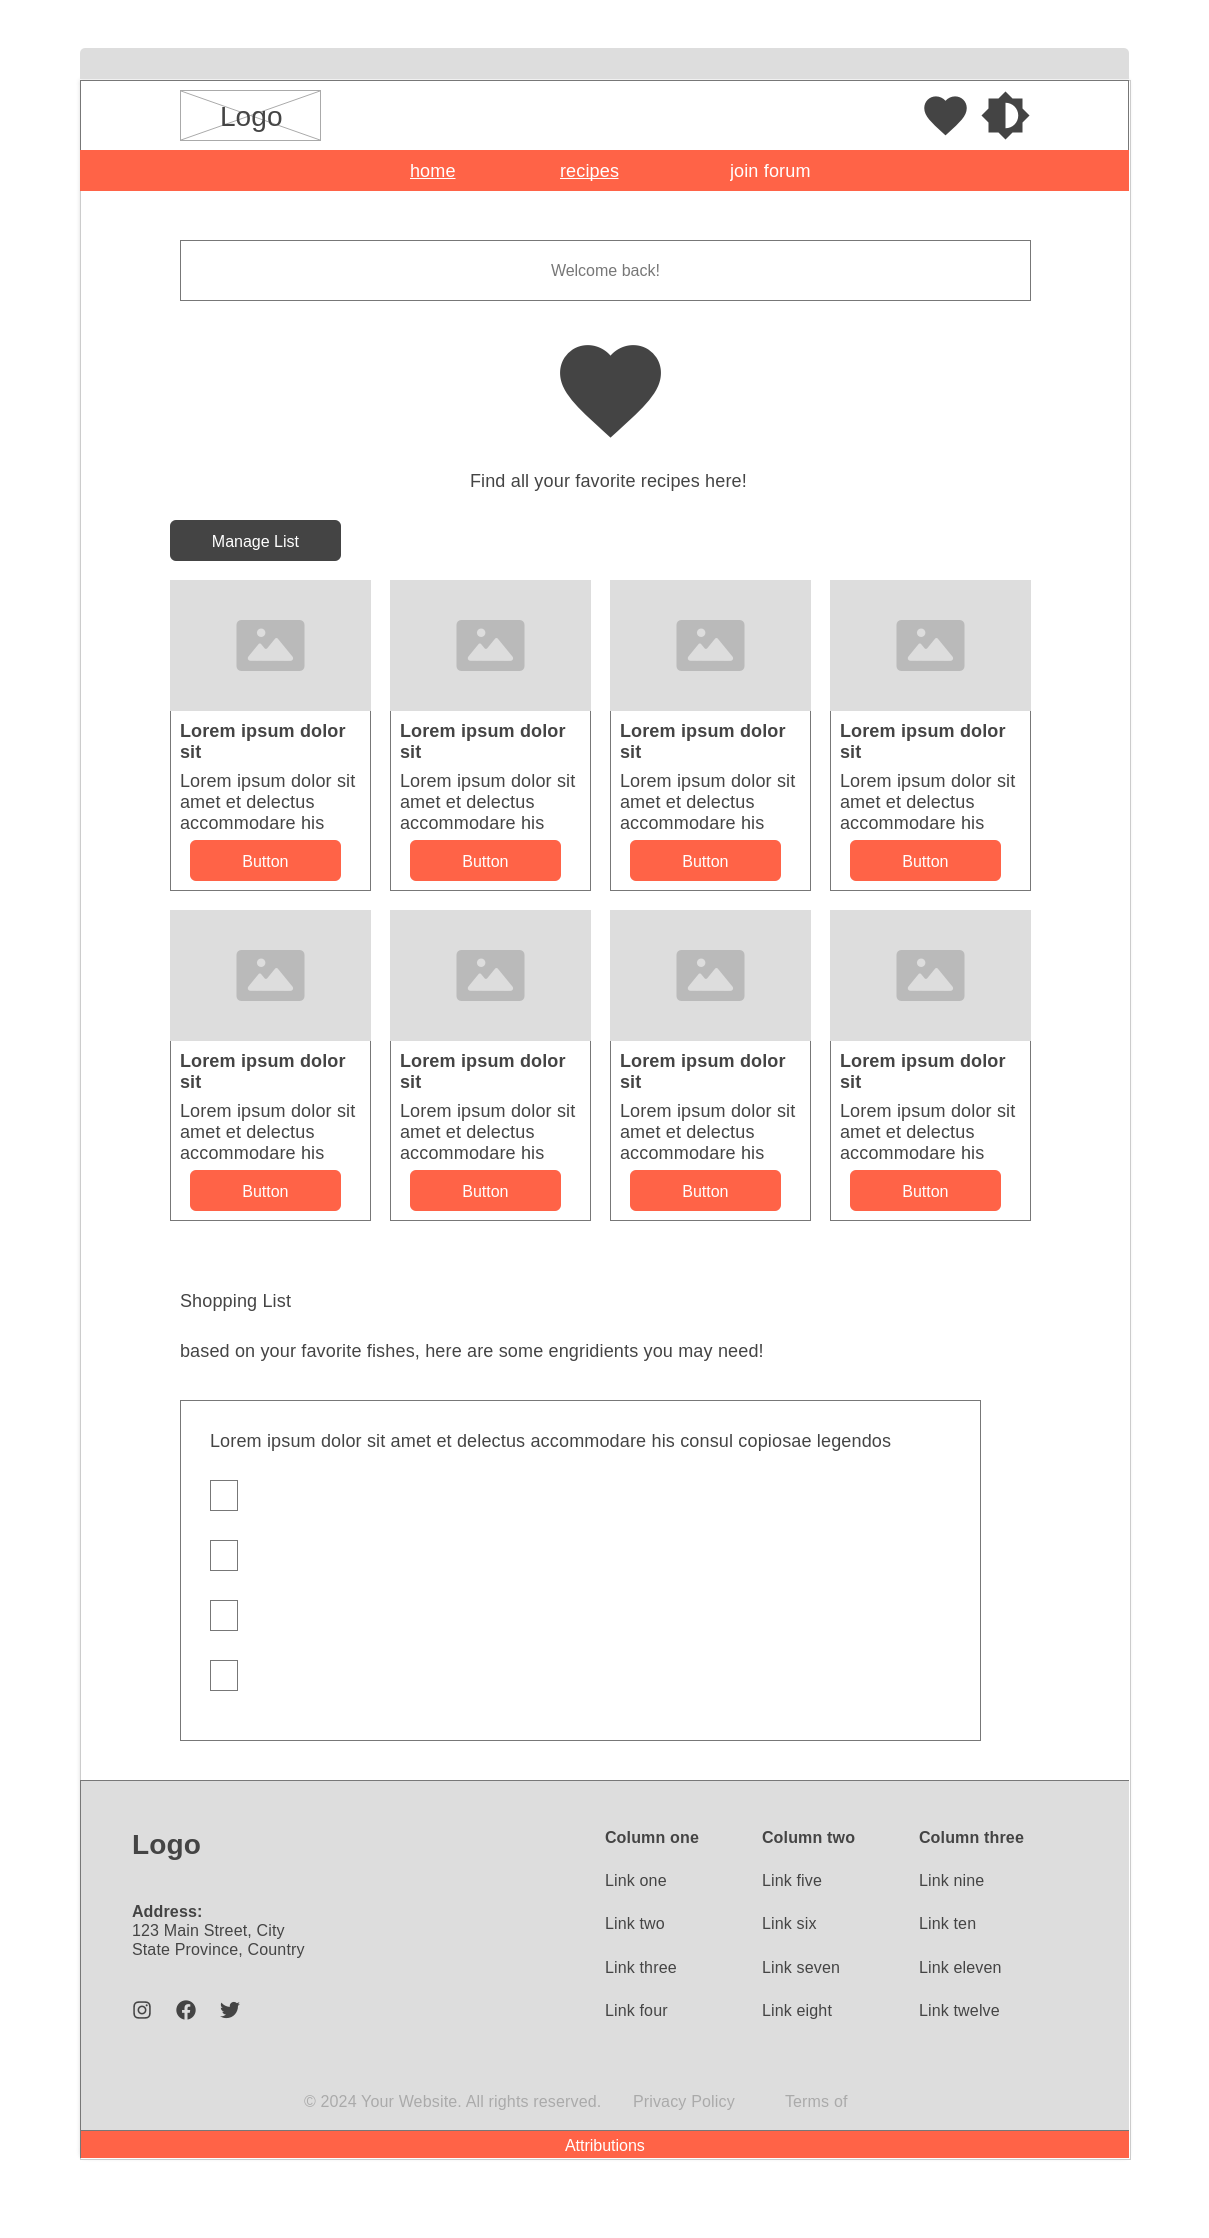 Logo
home recipes join forum
Welcome back!
Find all your favorite recipes here!
Manage List
Lorem ipsum dolor
sit
Lorem ipsum dolor sit
amet et delectus
accommodare his
Button
Lorem ipsum dolor
sit
Lorem ipsum dolor sit
amet et delectus
accommodare his
Button
Lorem ipsum dolor
sit
Lorem ipsum dolor sit
amet et delectus
accommodare his
Button
Lorem ipsum dolor
sit
Lorem ipsum dolor sit
amet et delectus
accommodare his
Button
Lorem ipsum dolor
sit
Lorem ipsum dolor sit
amet et delectus
accommodare his
Button
Lorem ipsum dolor
sit
Lorem ipsum dolor sit
amet et delectus
accommodare his
Button
Lorem ipsum dolor
sit
Lorem ipsum dolor sit
amet et delectus
accommodare his
Button
Lorem ipsum dolor
sit
Lorem ipsum dolor sit
amet et delectus
accommodare his
Button
Shopping List
based on your favorite fishes, here are some engridients you may need!
Lorem ipsum dolor sit amet et delectus accommodare his consul copiosae legendos
Logo
Address:
123 Main Street, City
State Province, Country
Column one
Link one
Link two
Link three
Link four
Column two
Link five
Link six
Link seven
Link eight
Column three
Link nine
Link ten
Link eleven
Link twelve
© 2024 Your Website. All rights reserved. Privacy Policy Terms of
Attributions